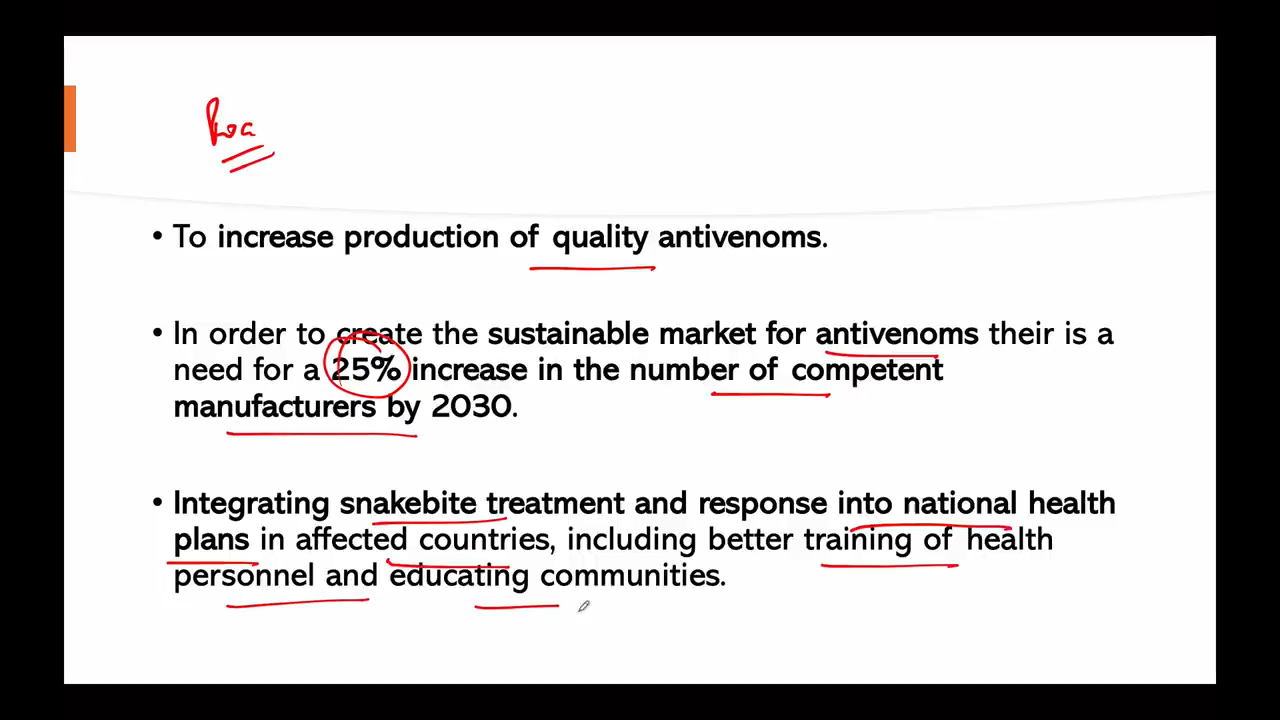 • To increase production of quality antivenoms.
• In order to create the sustainable market for antivenoms their is a
need for a 25% increase in the number of competent
manufacturers by 2030.
• Integrating snakebite treatment and response into national health
plans in affected countries, including better training of health
personnel and educating communities.